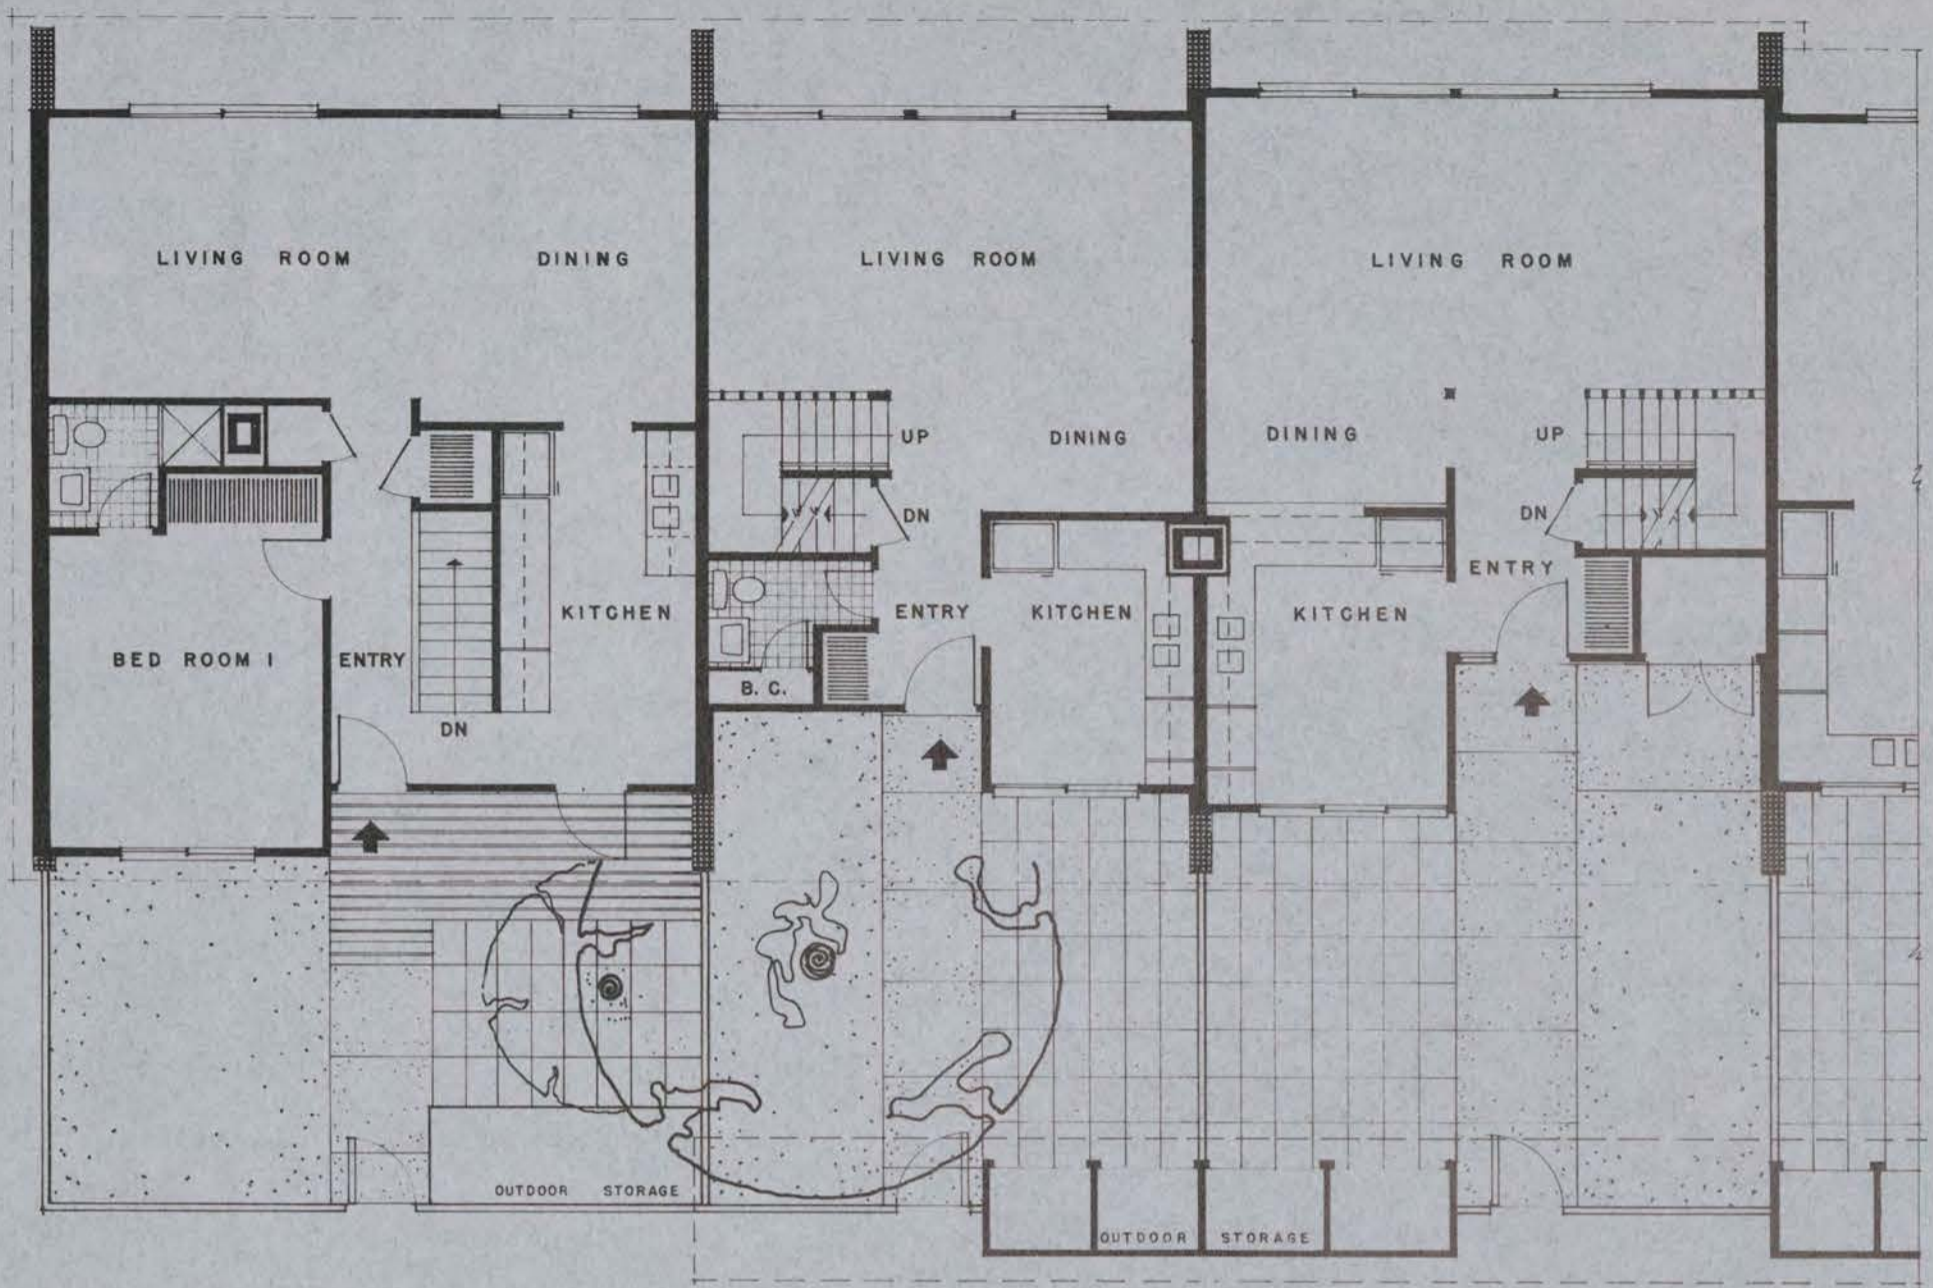 LIVING ROOM
DINING
LIVING ROOM
LIVING ROOM
UP
DINING
DINING
UP
DN
DN
ENTRY
KITCHEN
ENTRY
KITCHEN
KITCHEN
BED ROOM 1
ENTRY
B. C.
DN
OUTDOOR STORAGE
OUTDOOR STORAGE